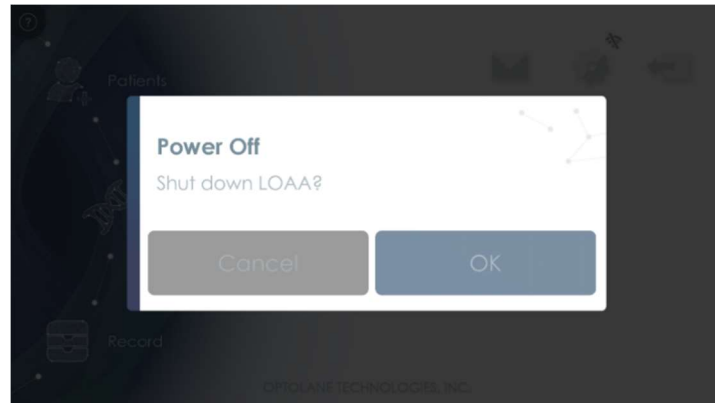 ?
Patients
Power Off
Shut down LOAA?
Cancel
OK
Record
OPTOLANE TECHNOLOGIES, INC.